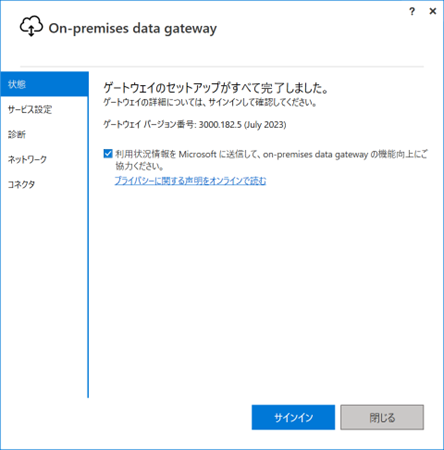 ? ×
On-premises data gateway
状態
サービス設定
診断
ネットワーク
コネクタ
ゲートウェイのセットアップがすべて完了しました。
ゲートウェイの詳細については、サインインして確認してください。
ゲートウェイ バージョン番号: 3000.182.5 (July 2023)
利用状況情報を Microsoft に送信して、on-premises data gateway の機能向上にご
協力ください。
プライバシーに関する声明をオンラインで読む
サインイン
閉じる